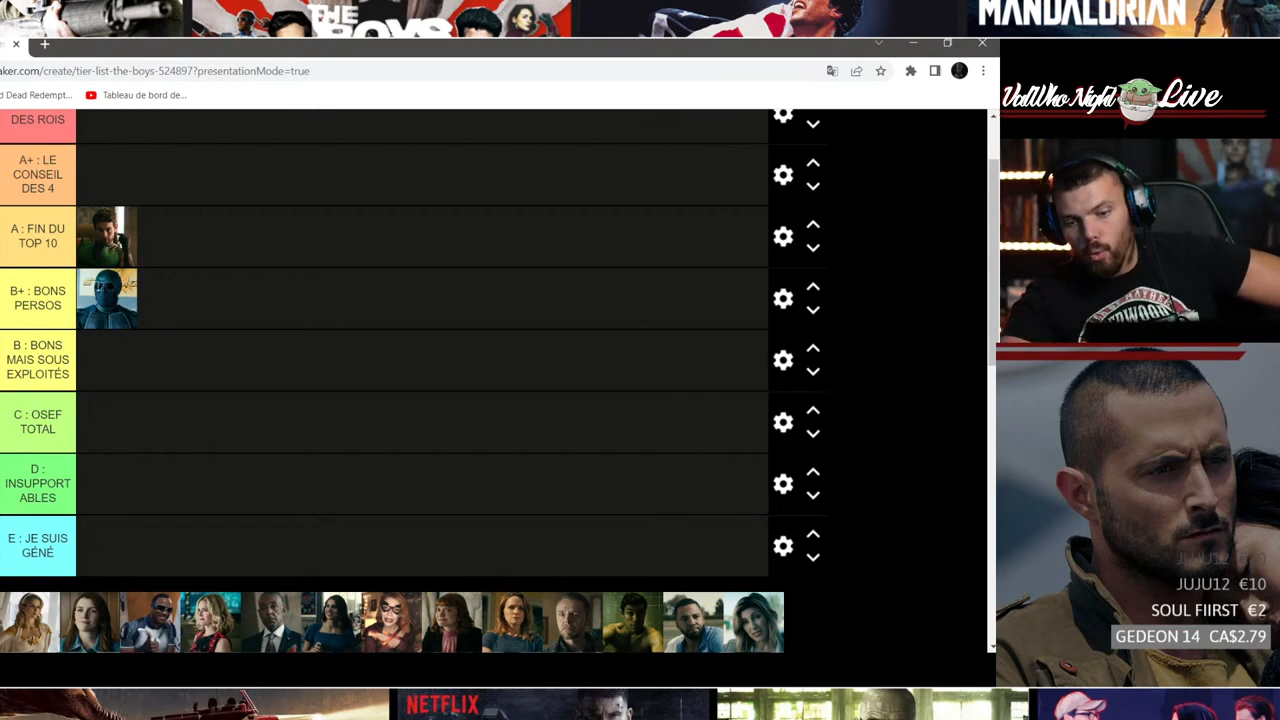 THE
BOYS
MANDALORIAN
aker.com/create/tier-list-the-boys-524897?presentationMode=true
d Dead Redempt...
Tableau de bord de...
Live
DES ROIS
A+ : LE
CONSEIL
DES 4
A : FIN DU
TOP 10
B+ : BONS
PERSOS
B : BONS
MAIS SOUS
EXPLOITÉS
C : OSEF
TOTAL
D :
INSUPPORT
ABLES
E : JE SUIS
GÉNÉ
JUJU12 €10
SOUL FIIRST €2
GEDEON 14 CA$2.79
NETFLIX